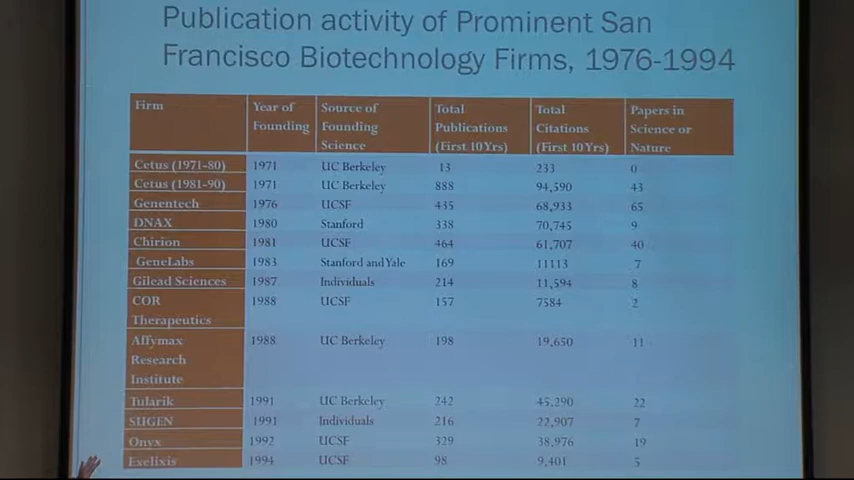 Publication activity of Prominent San
Francisco Biotechnology Firms, 1976-1994
Firm Year of Founding Source of Founding Science Total Publications (First 10Yrs) Total Citations (First 10Yrs) Papers in Science or Nature
Cetus (1971-80) 1971 UC Berkeley 13 233 0
Cetus (1981-90) 1971 UC Berkeley 888 94,590 43
Genentech 1976 UCSF 435 68,933 65
DNAX 1980 Stanford 338 70,745 9
Chirion 1981 UCSF 464 61,707 40
GeneLabs 1983 Stanford and Yale 169 11113 7
Gilead Sciences 1987 Individuals 214 11,594 8
COR Therapeutics 1988 UCSF 157 7584 2
Affymax Research Institute 1988 UC Berkeley 198 19,650 11
Tularik 1991 UC Berkeley 242 45,290 22
SUGEN 1991 Individuals 216 22,907 7
Onyx 1992 UCSF 329 38,976 19
Exelixis 1994 UCSF 98 9,401 5